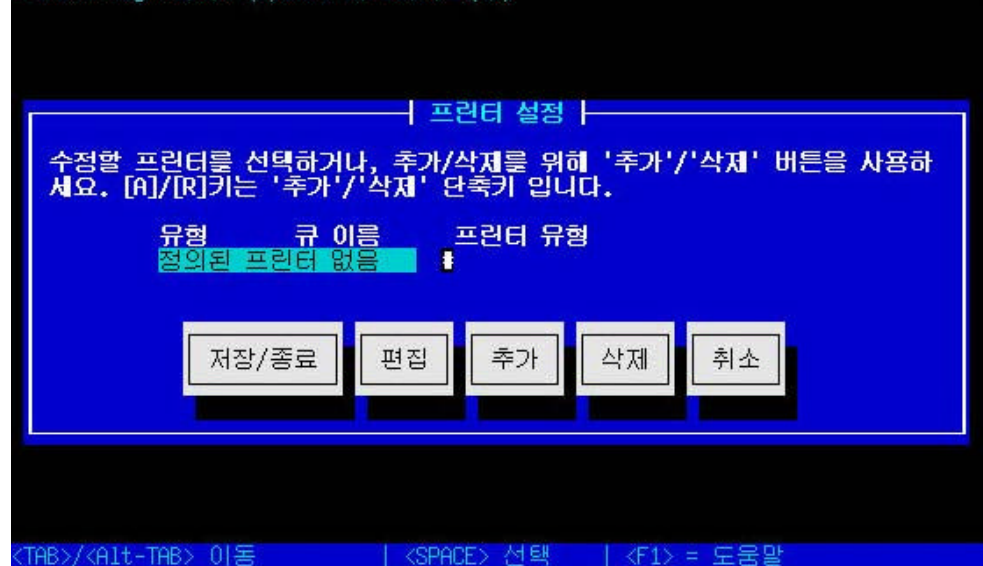 프린터 설정
수정할 프린터를 선택하거나, 추가/삭제를 위해 '추가'/'삭제' 버튼을 사용하
세요. [A]/[R]키는 '추가'/'삭제' 단축키 입니다.
유형 큐 이름 프린터 유형
정의된 프린터 없음
저장/종료 편집 추가 삭제 취소
<TAB>/<Alt-TAB> 이동 | <SPACE> 선택 | <F1> = 도움말